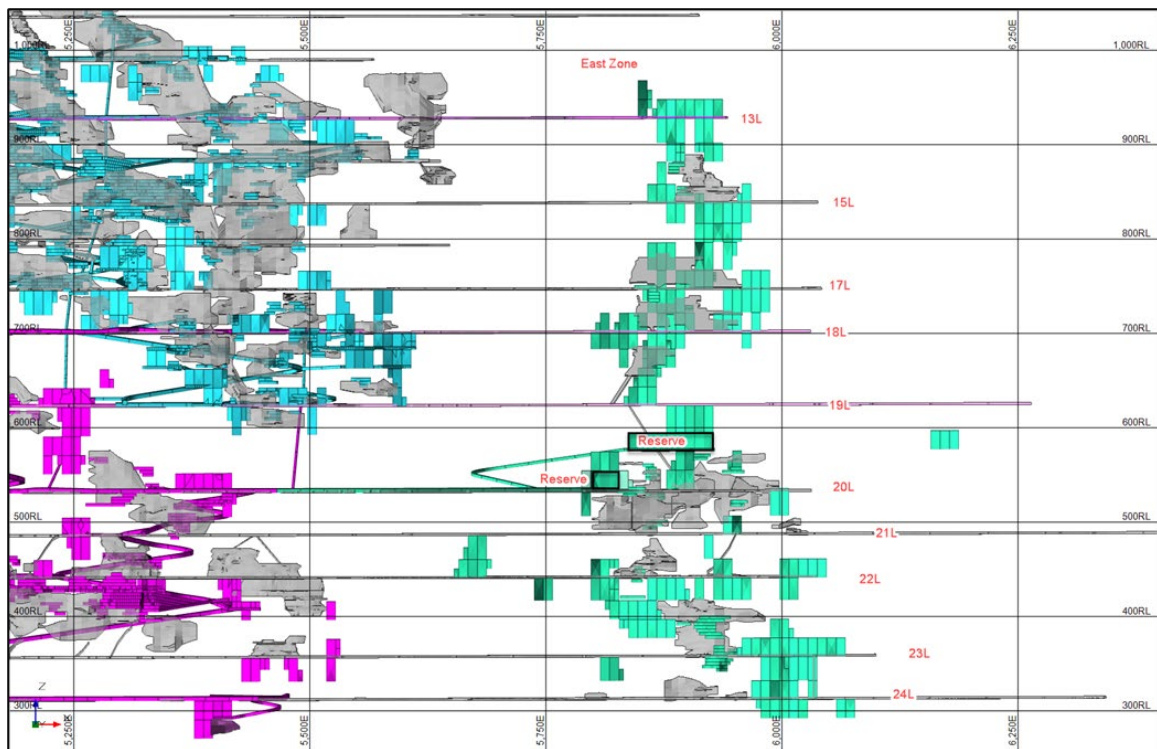 5,250E
5,500E
5,750E
6,000E
6,250E
1,000RL
1,000RL
East Zone
13L
900RL
900RL
15L
800RL
800RL
17L
700RL
18L
700RL
19L
600RL
600RL
Reserve
Reserve
20L
500RL
500RL
21L
22L
400RL
400RL
23L
24L
Z
300RL
300RL
X
5,250E
5,500E
5,750E
6,000E
6,250E